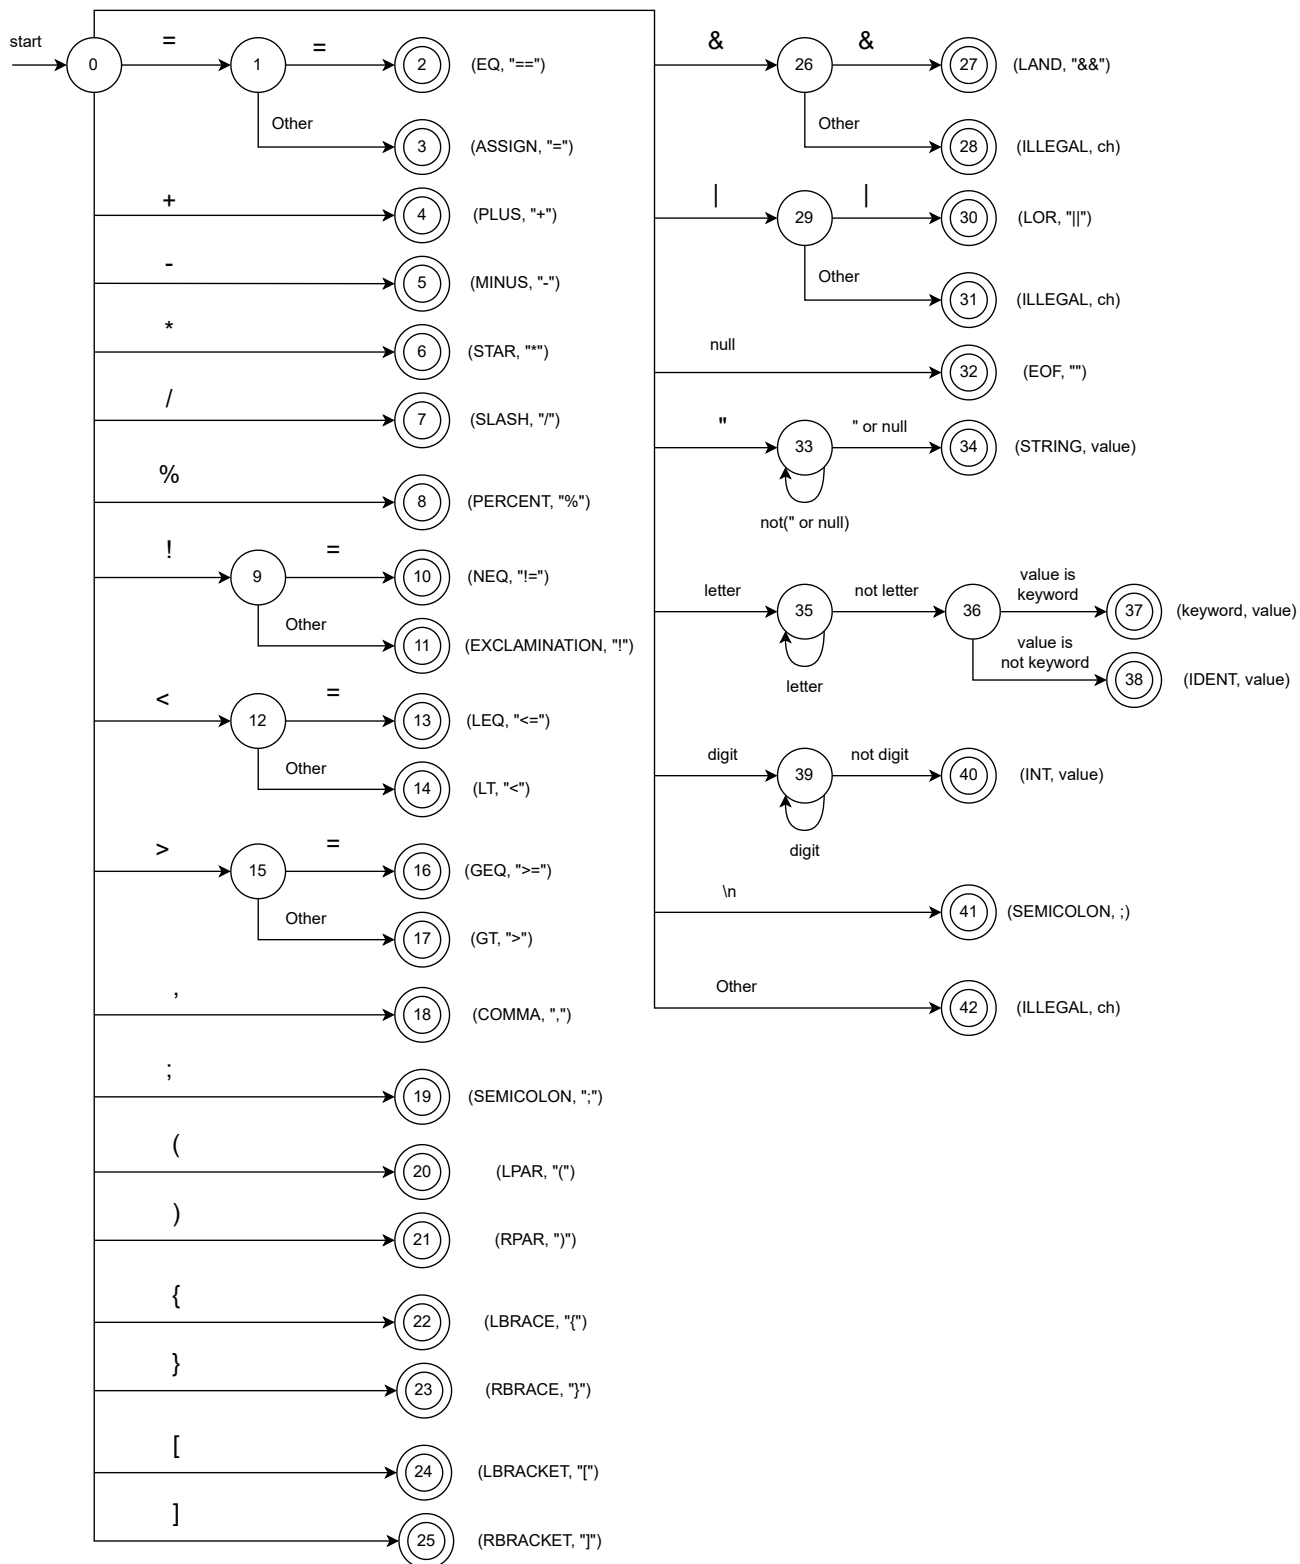 start
0
=
1
=
2
(EQ, "==")
Other
3
(ASSIGN, "=")
+
4
(PLUS, "+")
-
5
(MINUS, "-")
*
6
(STAR, "*")
/
7
(SLASH, "/")
%
8
(PERCENT, "%")
!
9
=
10
(NEQ, "!=")
Other
11
(EXCLAMINATION, "!")
<
12
=
13
(LEQ, "<=")
Other
14
(LT, "<")
>
15
=
16
(GEQ, ">=")
Other
17
(GT, ">")
,
18
(COMMA, ",")
;
19
(SEMICOLON, ";")
(
20
(LPAR, "(")
)
21
(RPAR, ")")
{
22
(LBRACE, "{")
}
23
(RBRACE, "}")
[
24
(LBRACKET, "[")
]
25
(RBRACKET, "]")
&
26
&
27
(LAND, "&&")
Other
28
(ILLEGAL, ch)
|
29
|
30
(LOR, "||")
Other
31
(ILLEGAL, ch)
null
32
(EOF, "")
"
33
" or null
34
(STRING, value)
not(" or null)
letter
35
not letter
36
value is
keyword
37
(keyword, value)
letter
value is
not keyword
38
(IDENT, value)
digit
39
not digit
40
(INT, value)
digit
\n
41
(SEMICOLON, ;)
Other
42
(ILLEGAL, ch)